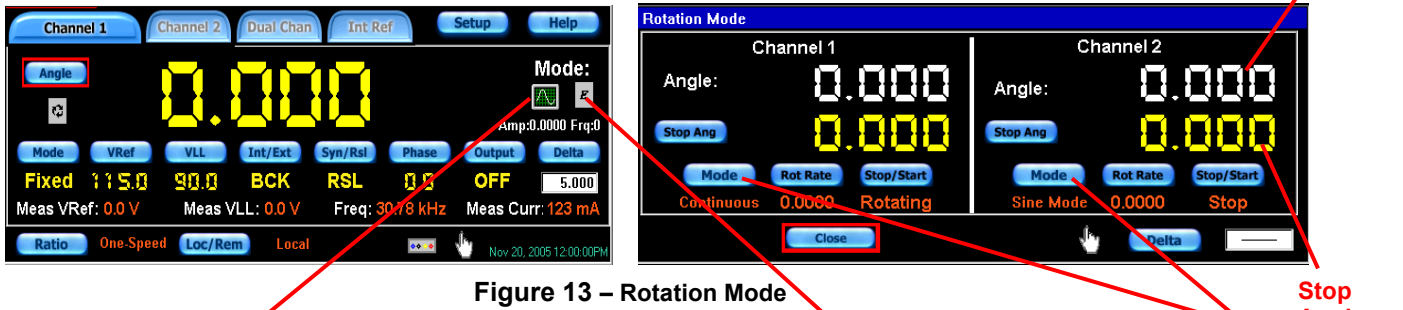 Channel 1 Channel 2 Dual Chan Int Ref Setup Help
Angle 0.000 Mode:
E
Amp:0.0000 Frq:0
Mode VRef VLL Int/Ext Syn/Rsl Phase Output Delta
Fixed 115.0 90.0 BCK RSL 0.0 OFF 5.000
Meas VRef: 0.0 V Meas VLL: 0.0 V Freq: 30.78 kHz Meas Curr: 123 mA
Ratio One-Speed Loc/Rem Local Nov 20, 2005 12:00:00PM
Rotation Mode
Channel 1
Angle: 0.000
Stop Ang 0.000
Mode Rot Rate Stop/Start
Continuous 0.0000 Rotating
Channel 2
Angle: 0.000
Stop Ang 0.000
Mode Rot Rate Stop/Start
Sine Mode 0.0000 Stop
Close Delta
Figure 13 – Rotation Mode
Stop